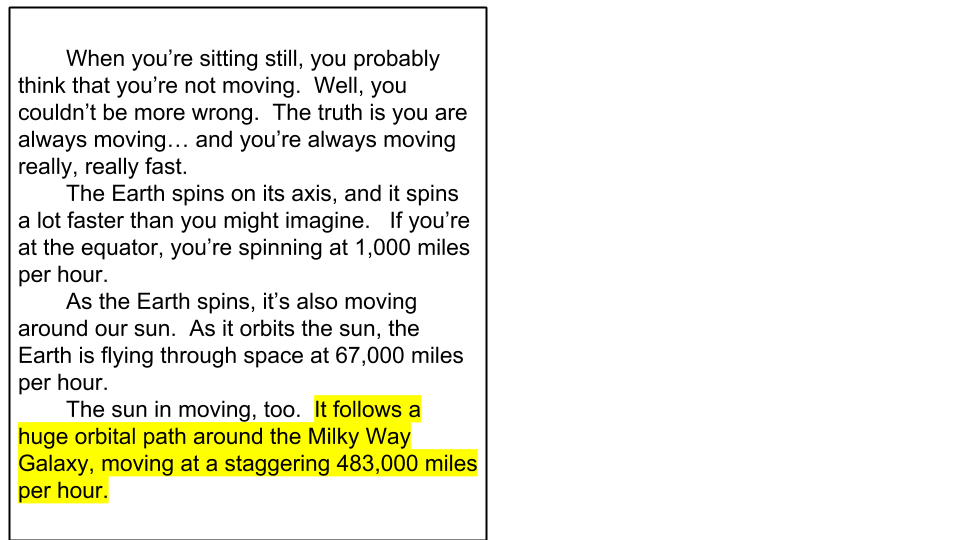 When you’re sitting still, you probably
think that you’re not moving.  Well, you
couldn’t be more wrong.  The truth is you are
always moving… and you’re always moving
really, really fast.
The Earth spins on its axis, and it spins
a lot faster than you might imagine.   If you’re
at the equator, you’re spinning at 1,000 miles
per hour.
As the Earth spins, it’s also moving
around our sun.  As it orbits the sun, the
Earth is flying through space at 67,000 miles
per hour.
The sun in moving, too.  It follows a
huge orbital path around the Milky Way
Galaxy, moving at a staggering 483,000 miles
per hour.